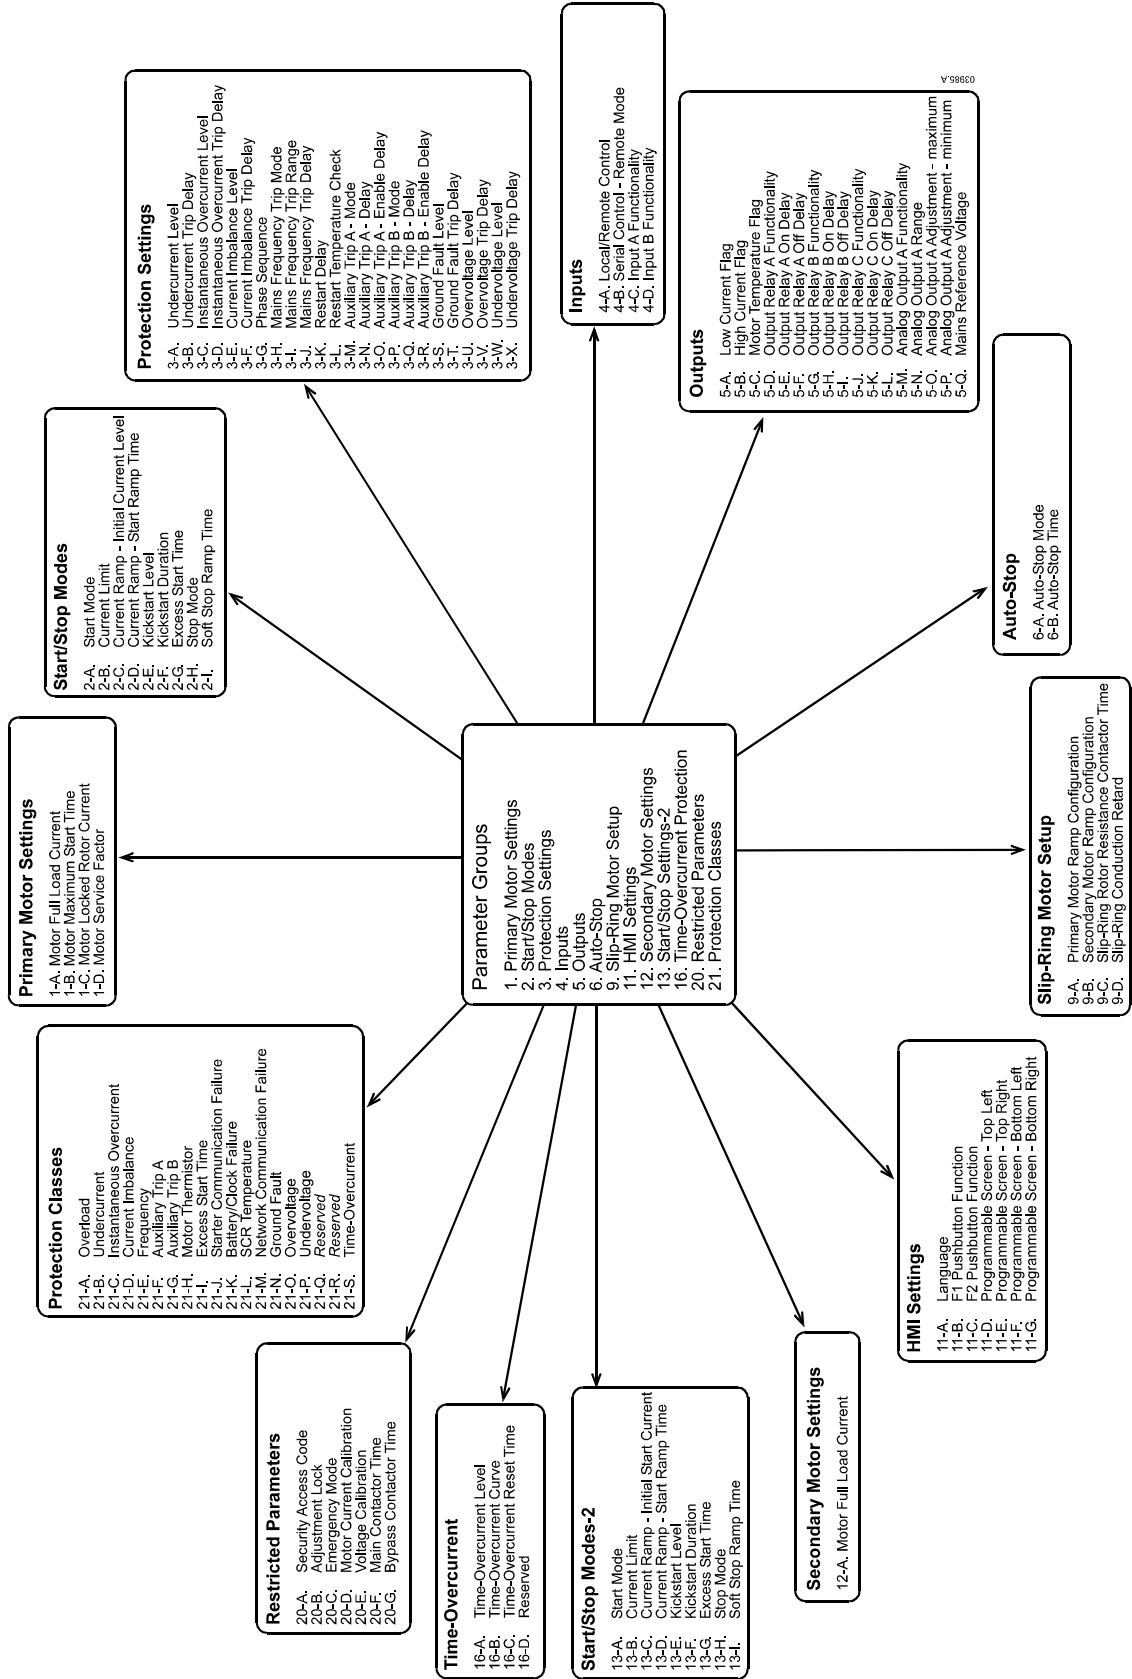 Parameter Groups
1. Primary Motor Settings
2. Start/Stop Modes
3. Protection Settings
4. Inputs
5. Outputs
6. Auto-Stop
9. Slip-Ring Motor Setup
11. HMI Settings
12. Secondary Motor Settings
13. Start/Stop Settings-2
16. Time-Overcurrent Protection
20. Restricted Parameters
21. Protection Classes
Primary Motor Settings
1-A. Motor Full Load Current
1-B. Motor Maximum Start Time
1-C. Motor Locked Rotor Current
1-D. Motor Service Factor
Start/Stop Modes
2-A. Start Mode
2-B. Current Limit
2-C. Current Ramp - Initial Current Level
2-D. Current Ramp - Start Ramp Time
2-E. Kickstart Level
2-F. Kickstart Duration
2-G. Excess Start Time
2-H. Stop Mode
2-I. Soft Stop Ramp Time
Protection Settings
3-A. Undercurrent Level
3-B. Undercurrent Trip Delay
3-C. Instantaneous Overcurrent Level
3-D. Instantaneous Overcurrent Trip Delay
3-E. Current Imbalance Level
3-F. Current Imbalance Trip Delay
3-G. Phase Sequence
3-H. Mains Frequency Trip Mode
3-I. Mains Frequency Trip Range
3-J. Mains Frequency Trip Delay
3-K. Restart Delay
3-L. Restart Temperature Check
3-M. Auxiliary Trip A - Mode
3-N. Auxiliary Trip A - Delay
3-O. Auxiliary Trip A - Enable Delay
3-P. Auxiliary Trip B - Mode
3-Q. Auxiliary Trip B - Delay
3-R. Auxiliary Trip B - Enable Delay
3-S. Ground Fault Level
3-T. Ground Fault Trip Delay
3-U. Overvoltage Level
3-V. Overvoltage Trip Delay
3-W. Undervoltage Level
3-X. Undervoltage Trip Delay
Inputs
4-A. Local/Remote Control
4-B. Serial Control - Remote Mode
4-C. Input A Functionality
4-D. Input B Functionality
Outputs
5-A. Low Current Flag
5-B. High Current Flag
5-C. Motor Temperature Flag
5-D. Output Relay A Functionality
5-E. Output Relay A On Delay
5-F. Output Relay A Off Delay
5-G. Output Relay B Functionality
5-H. Output Relay B On Delay
5-I. Output Relay B Off Delay
5-J. Output Relay C Functionality
5-K. Output Relay C On Delay
5-L. Output Relay C Off Delay
5-M. Analog Output A Functionality
5-N. Analog Output A Range
5-O. Analog Output A Adjustment - maximum
5-P. Analog Output A Adjustment - minimum
5-Q. Mains Reference Voltage
Auto-Stop
6-A. Auto-Stop Mode
6-B. Auto-Stop Time
Slip-Ring Motor Setup
9-A. Primary Motor Ramp Configuration
9-B. Secondary Motor Ramp Configuration
9-C. Slip-Ring Rotor Resistance Contactor Time
9-D. Slip-Ring Conduction Retard
HMI Settings
11-A. Language
11-B. F1 Pushbutton Function
11-C. F2 Pushbutton Function
11-D. Programmable Screen - Top Left
11-E. Programmable Screen - Top Right
11-F. Programmable Screen - Bottom Left
11-G. Programmable Screen - Bottom Right
Secondary Motor Settings
12-A. Motor Full Load Current
Start/Stop Modes-2
13-A. Start Mode
13-B. Current Limit
13-C. Current Ramp - Initial Start Current
13-D. Current Ramp - Start Ramp Time
13-E. Kickstart Level
13-F. Kickstart Duration
13-G. Excess Start Time
13-H. Stop Mode
13-I. Soft Stop Ramp Time
Time-Overcurrent
16-A. Time-Overcurrent Level
16-B. Time-Overcurrent Curve
16-C. Time-Overcurrent Reset Time
16-D. Reserved
Restricted Parameters
20-A. Security Access Code
20-B. Adjustment Lock
20-C. Emergency Mode
20-D. Motor Current Calibration
20-E. Voltage Calibration
20-F. Main Contactor Time
20-G. Bypass Contactor Time
Protection Classes
21-A. Overload
21-B. Undercurrent
21-C. Instantaneous Overcurrent
21-D. Current Imbalance
21-E. Frequency
21-F. Auxiliary Trip A
21-G. Auxiliary Trip B
21-H. Motor Thermistor
21-I. Excess Start Time
21-J. Starter Communication Failure
21-K. Battery/Clock Failure
21-L. SCR Temperature
21-M. Network Communication Failure
21-N. Ground Fault
21-O. Overvoltage
21-P. Undervoltage
21-Q. Reserved
21-R. Reserved
21-S. Time-Overcurrent
03985.A